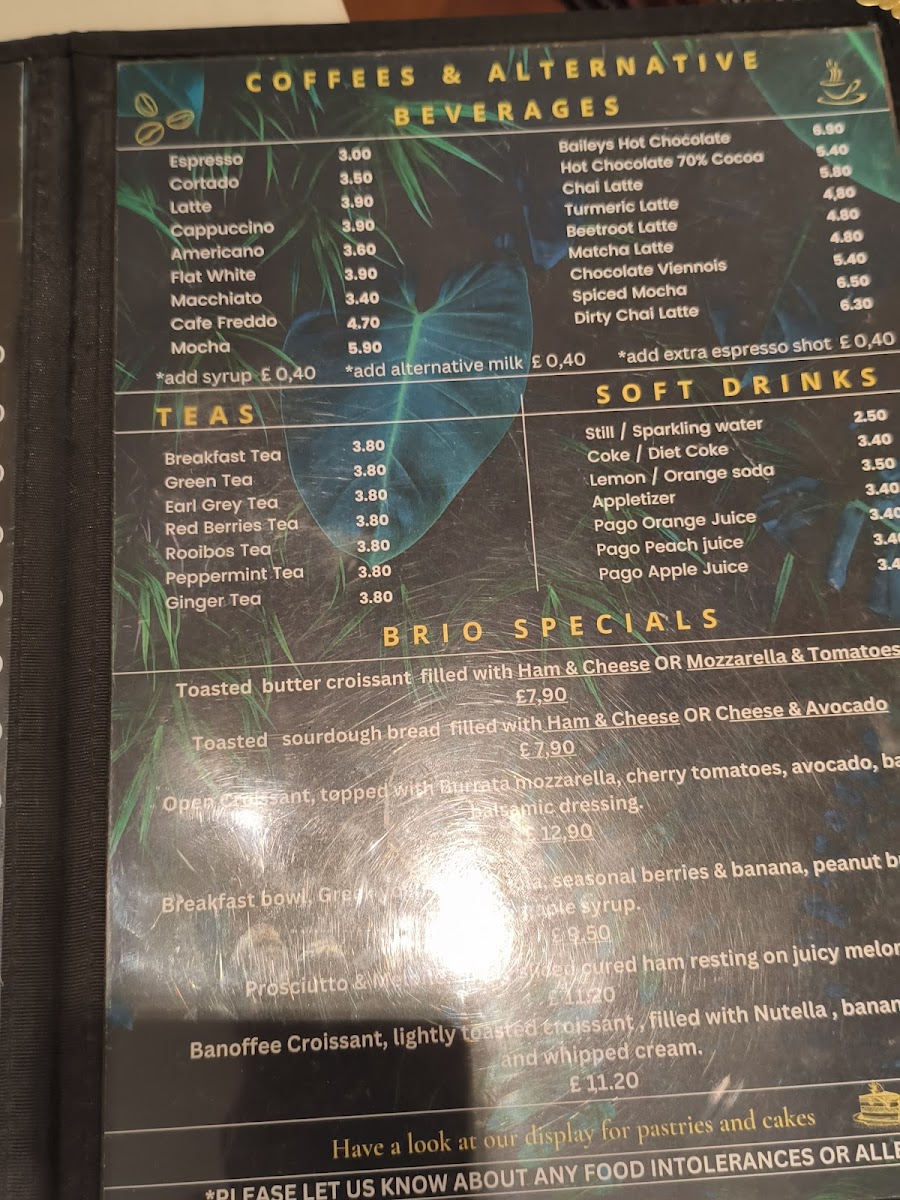 COFFEES & ALTERNATIVE
BEVERAGES
Espresso 3.00
Cortado 3.50
Latte 3.90
Cappuccino 3.90
Americano 3.60
Flat White 3.90
Macchiato 3.40
Cafe Freddo 4.70
Mocha 5.90
Baileys Hot Chocolate 6.90
Hot Chocolate 70% Cocoa 5.40
Chai Latte 5.80
Turmeric Latte 4,80
Beetroot Latte 4.80
Matcha Latte 4.80
Chocolate Viennois 5.40
Spiced Mocha 6.50
Dirty Chai Latte 6.30
*add syrup £ 0,40 *add alternative milk £ 0,40 *add extra espresso shot £ 0,40
TEAS
Breakfast Tea 3.80
Green Tea 3.80
Earl Grey Tea 3.80
Red Berries Tea 3.80
Rooibos Tea 3.80
Peppermint Tea 3.80
Ginger Tea 3.80
SOFT DRINKS
Still / Sparkling water 2.50
Coke / Diet Coke 3.40
Lemon / Orange soda 3.50
Appletizer 3.40
Pago Orange Juice 3.40
Pago Peach juice 3.4
Pago Apple Juice 3.4
BRIO SPECIALS
Toasted butter croissant filled with Ham & Cheese OR Mozzarella & Tomatoes
£7,90
Toasted sourdough bread filled with Ham & Cheese OR Cheese & Avocado
£ 7,90
Open croissant, topped with Burrata mozzarella, cherry tomatoes, avocado,
balsamic dressing.
£ 12,90
Breakfast bowl, Greek seasonal berries & banana, peanut
maple syrup.
£ 9.50
Prosciutto & cured ham resting on juicy
£ 11.20
Banoffee Croissant, lightly toasted croissant , filled with Nutella ,
and whipped cream.
£ 11.20
Have a look at our display for pastries and cakes
*PLEASE LET US KNOW ABOUT ANY FOOD INTOLERANCES OR